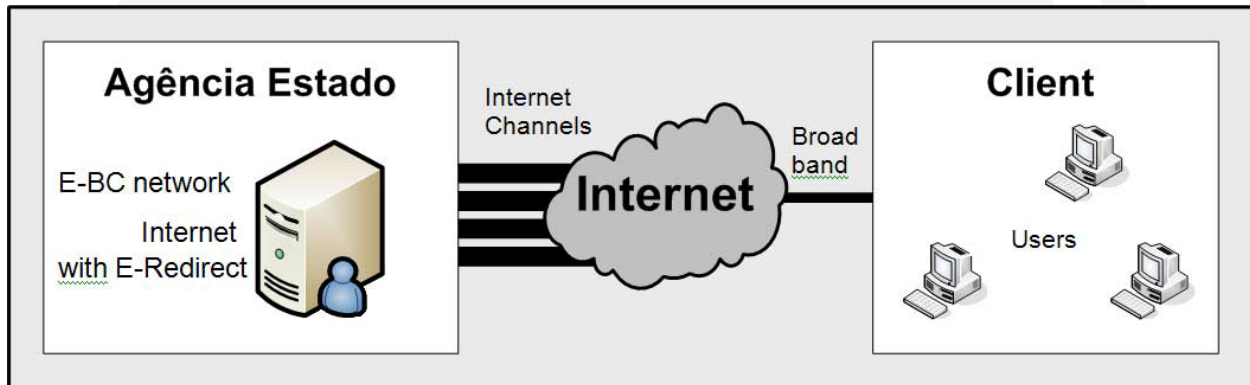 Agência Estado
E-BC network
Internet
with E-Redirect
Internet
Channels
Internet
Broad
band
Client
Users